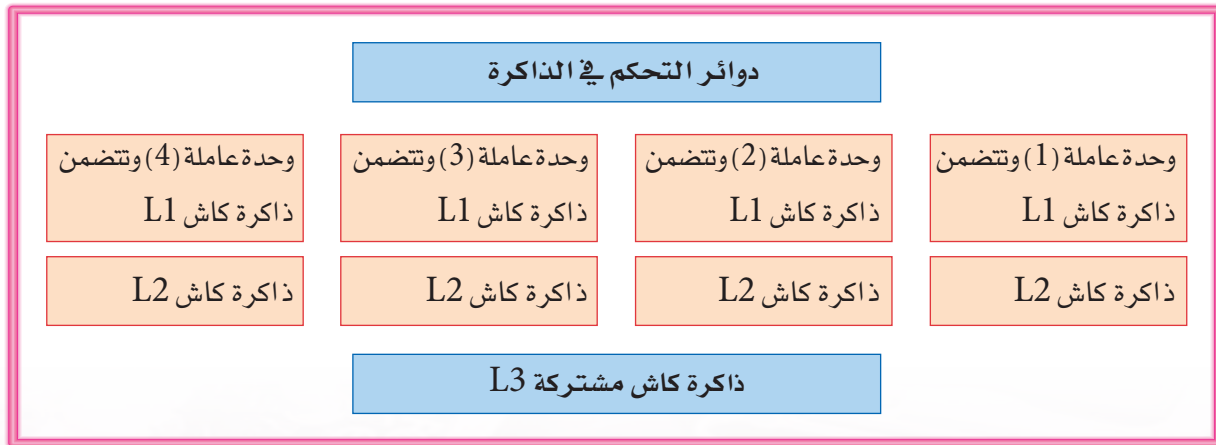 دوائر التحكم في الذاكرة
وحدة عاملة (1) وتتضمن
ذاكرة كاش L1
وحدة عاملة (2) وتتضمن
ذاكرة كاش L1
وحدة عاملة (3) وتتضمن
ذاكرة كاش L1
وحدة عاملة (4) وتتضمن
ذاكرة كاش L1
ذاكرة كاش L2
ذاكرة كاش L2
ذاكرة كاش L2
ذاكرة كاش L2
ذاكرة كاش مشتركة L3